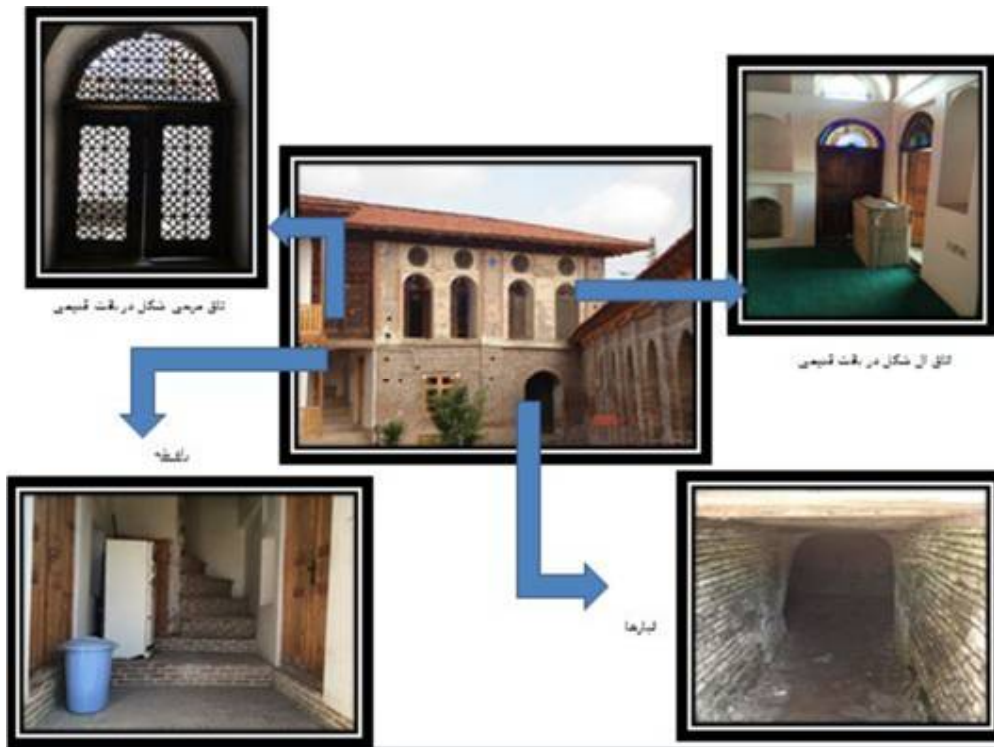 اتاق مربعی شکل در بافت قدیمی
اتاق ال شکل در بافت قدیمی
انبارها